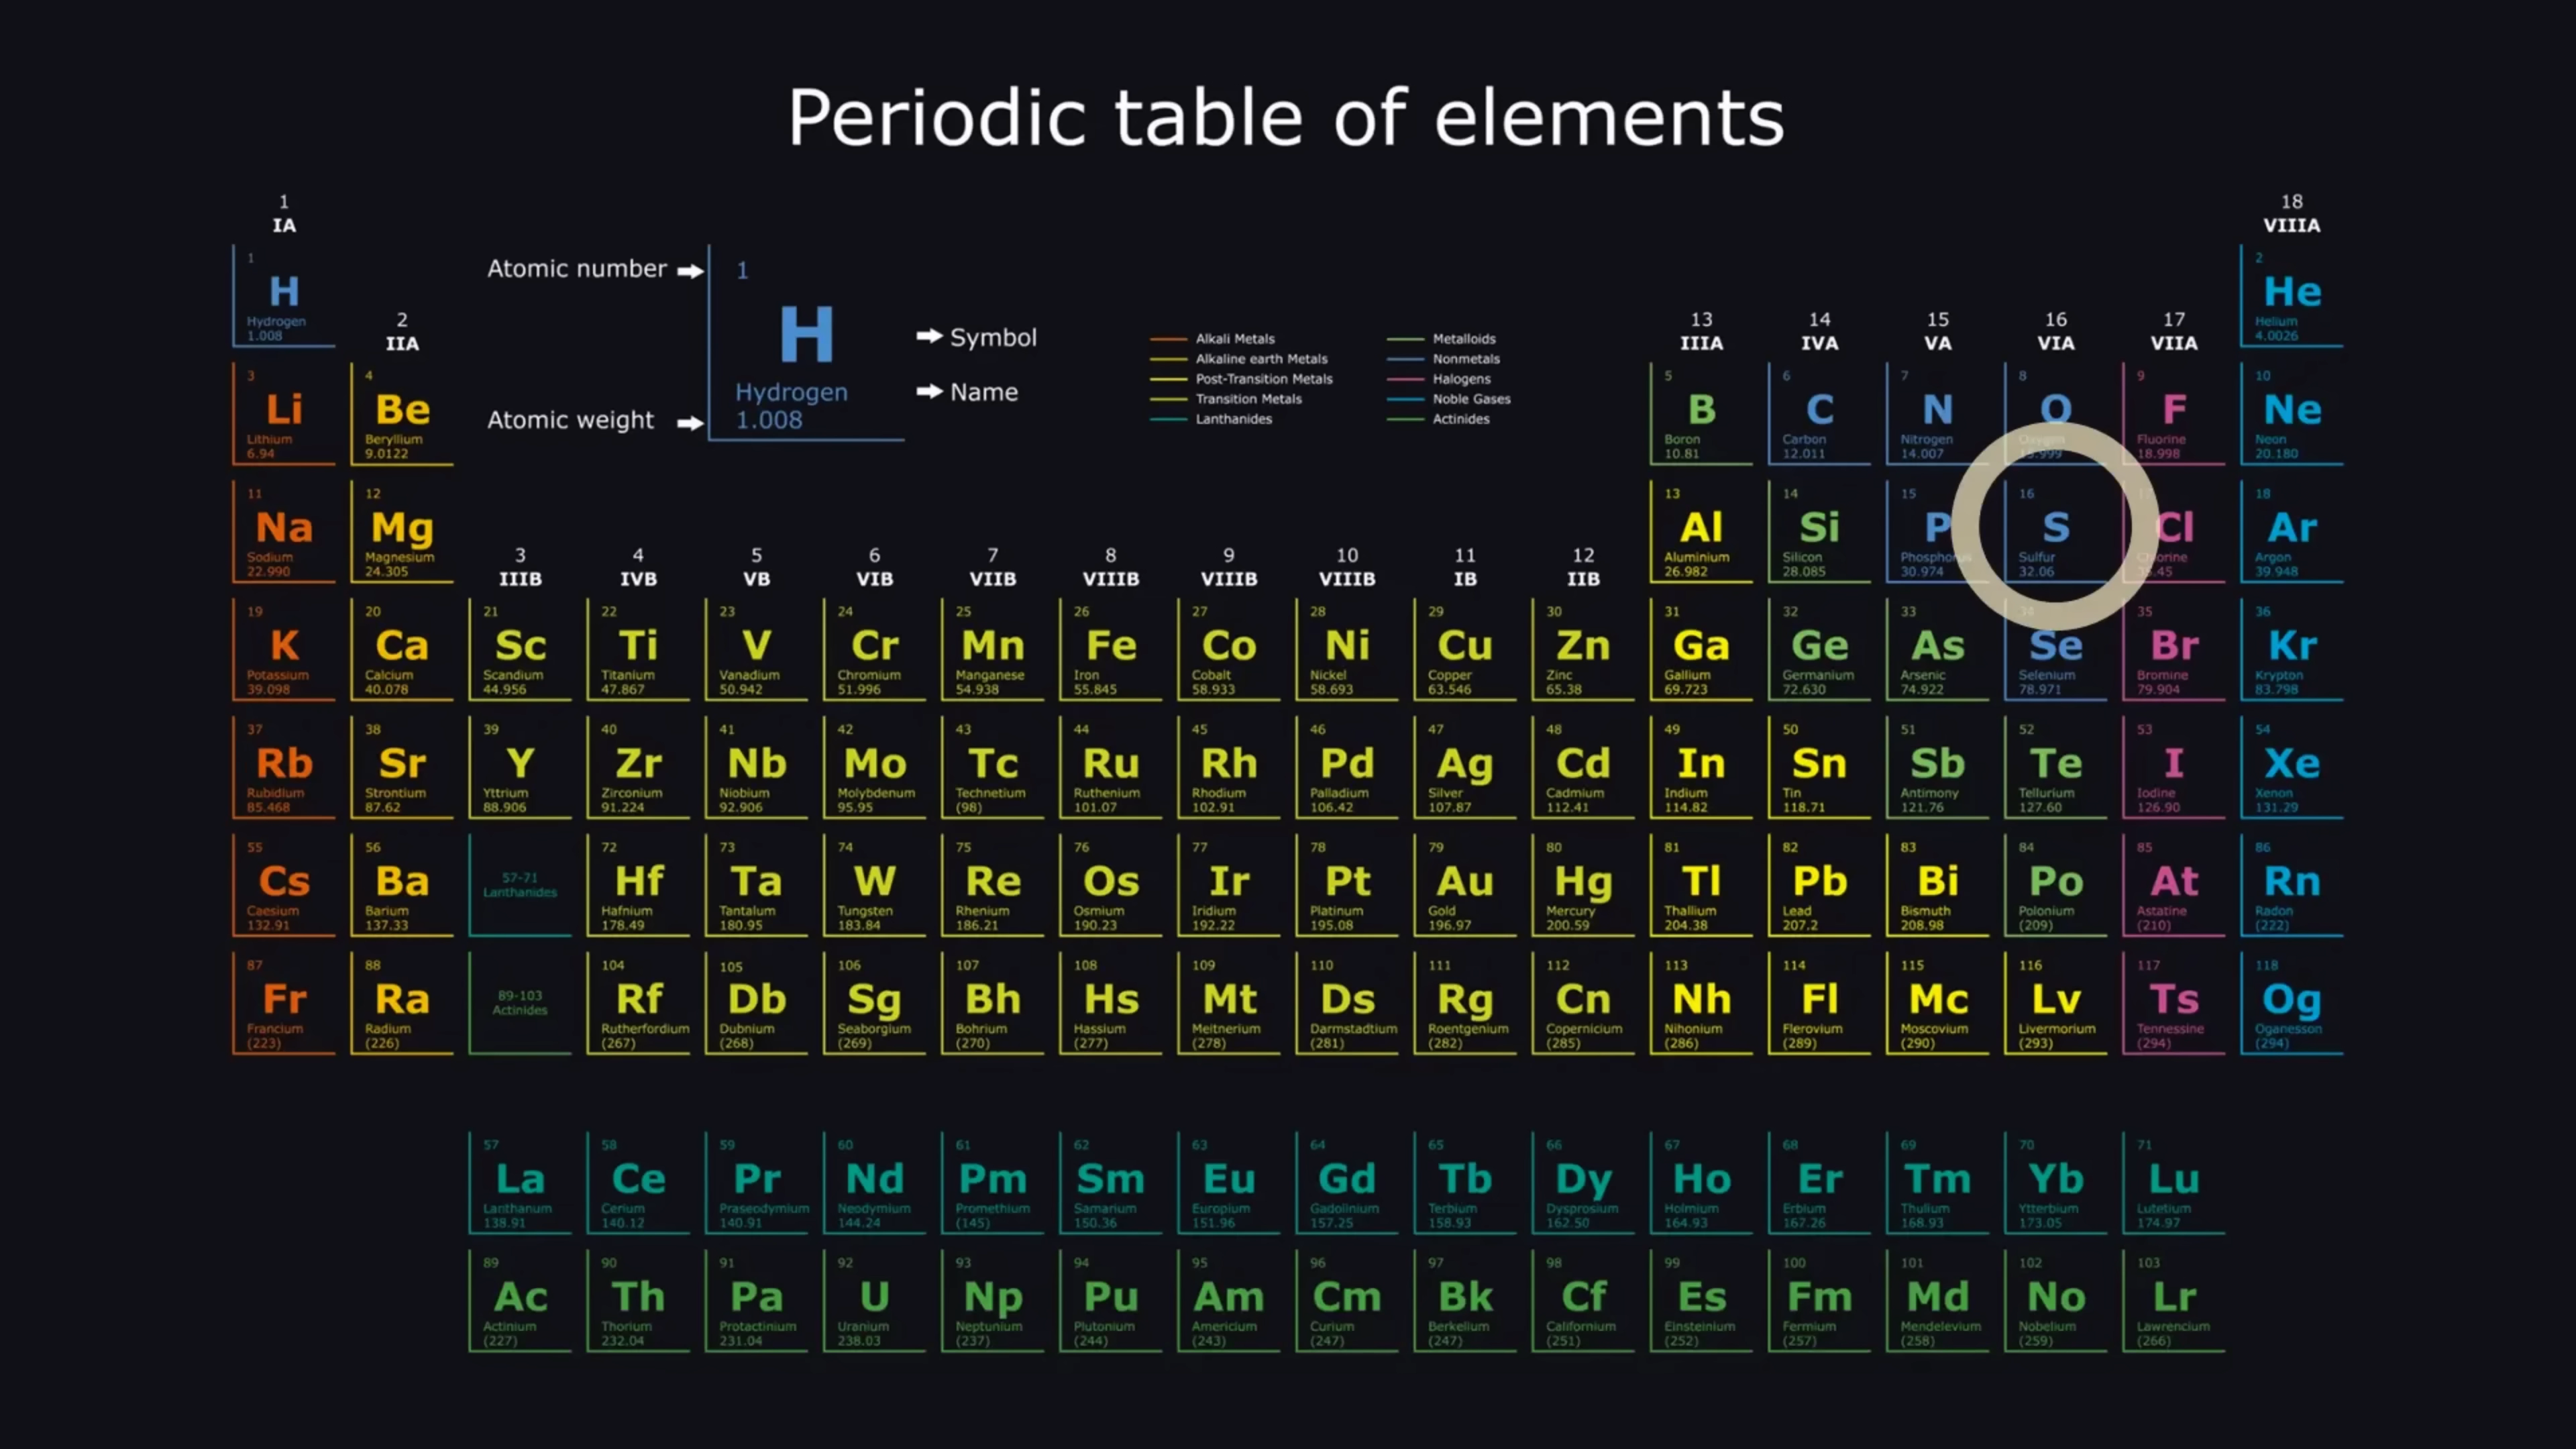 Periodic table of elements
1
IA
18
VIIIA
1
H
Hydrogen
1.008
Atomic number
1
H
Hydrogen
1.008
Symbol
Name
Atomic weight
2
He
Helium
4.0026
2
IIA
13
IIIA
14
IVA
15
VA
16
VIA
17
VIIA
Alkali Metals
Alkaline earth Metals
Post-Transition Metals
Transition Metals
Lanthanides
Metalloids
Nonmetals
Halogens
Noble Gases
Actinides
3
Li
Lithium
6.94
4
Be
Beryllium
9.0122
5
B
Boron
10.81
6
C
Carbon
12.011
7
N
Nitrogen
14.007
8
O
Oxygen
15.999
9
F
Fluorine
18.998
10
Ne
Neon
20.180
11
Na
Sodium
22.990
12
Mg
Magnesium
24.305
13
Al
Aluminium
26.982
14
Si
Silicon
28.085
15
P
Phosphorus
30.974
16
S
Sulfur
32.06
17
Cl
Chlorine
35.45
18
Ar
Argon
39.948
3
IIIB
4
IVB
5
VB
6
VIB
7
VIIB
8
VIIIB
9
VIIIB
10
VIIIB
11
IB
12
IIB
19
K
Potassium
39.098
20
Ca
Calcium
40.078
21
Sc
Scandium
44.956
22
Ti
Titanium
47.867
23
V
Vanadium
50.942
24
Cr
Chromium
51.996
25
Mn
Manganese
54.938
26
Fe
Iron
55.845
27
Co
Cobalt
58.933
28
Ni
Nickel
58.693
29
Cu
Copper
63.546
30
Zn
Zinc
65.38
31
Ga
Gallium
69.723
32
Ge
Germanium
72.630
33
As
Arsenic
74.922
34
Se
Selenium
78.971
35
Br
Bromine
79.904
36
Kr
Krypton
83.798
37
Rb
Rubidium
85.468
38
Sr
Strontium
87.62
39
Y
Yttrium
88.906
40
Zr
Zirconium
91.224
41
Nb
Niobium
92.906
42
Mo
Molybdenum
95.95
43
Tc
Technetium
(98)
44
Ru
Ruthenium
101.07
45
Rh
Rhodium
102.91
46
Pd
Palladium
106.42
47
Ag
Silver
107.87
48
Cd
Cadmium
112.41
49
In
Indium
114.82
50
Sn
Tin
118.71
51
Sb
Antimony
121.76
52
Te
Tellurium
127.60
53
I
Iodine
126.90
54
Xe
Xenon
131.29
55
Cs
Caesium
132.91
56
Ba
Barium
137.33
57-71
Lanthanides
72
Hf
Hafnium
178.49
73
Ta
Tantalum
180.95
74
W
Tungsten
183.84
75
Re
Rhenium
186.21
76
Os
Osmium
190.23
77
Ir
Iridium
192.22
78
Pt
Platinum
195.08
79
Au
Gold
196.97
80
Hg
Mercury
200.59
81
Tl
Thallium
204.38
82
Pb
Lead
207.2
83
Bi
Bismuth
208.98
84
Po
Polonium
(209)
85
At
Astatine
(210)
86
Rn
Radon
(222)
87
Fr
Francium
(223)
88
Ra
Radium
(226)
89-103
Actinides
104
Rf
Rutherfordium
(267)
105
Db
Dubnium
(268)
106
Sg
Seaborgium
(269)
107
Bh
Bohrium
(270)
108
Hs
Hassium
(277)
109
Mt
Meitnerium
(278)
110
Ds
Darmstadtium
(281)
111
Rg
Roentgenium
(282)
112
Cn
Copernicium
(285)
113
Nh
Nihonium
(286)
114
Fl
Flerovium
(289)
115
Mc
Moscovium
(290)
116
Lv
Livermorium
(293)
117
Ts
Tennessine
(294)
118
Og
Oganesson
(294)
57
La
Lanthanum
138.91
58
Ce
Cerium
140.12
59
Pr
Praseodymium
140.91
60
Nd
Neodymium
144.24
61
Pm
Promethium
(145)
62
Sm
Samarium
150.36
63
Eu
Europium
151.96
64
Gd
Gadolinium
157.25
65
Tb
Terbium
158.93
66
Dy
Dysprosium
162.50
67
Ho
Holmium
164.93
68
Er
Erbium
167.26
69
Tm
Thulium
168.93
70
Yb
Ytterbium
173.05
71
Lu
Lutetium
174.97
89
Ac
Actinium
(227)
90
Th
Thorium
232.04
91
Pa
Protactinium
231.04
92
U
Uranium
238.03
93
Np
Neptunium
(237)
94
Pu
Plutonium
(244)
95
Am
Americium
(243)
96
Cm
Curium
(247)
97
Bk
Berkelium
(247)
98
Cf
Californium
(251)
99
Es
Einsteinium
(252)
100
Fm
Fermium
(257)
101
Md
Mendelevium
(258)
102
No
Nobelium
(259)
103
Lr
Lawrencium
(266)